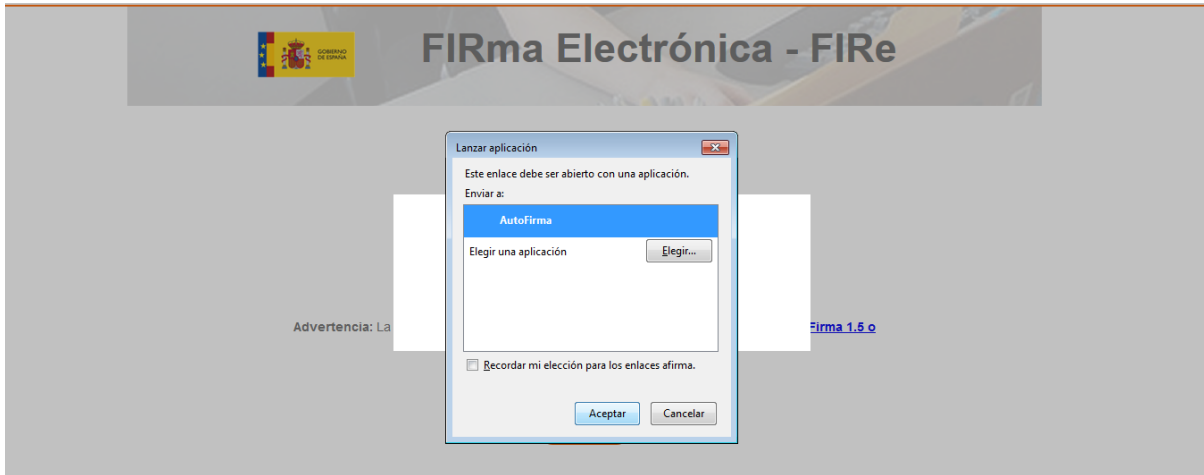 GOBIERNO
DE ESPAÑA
FIRma Electrónica - FIRe
Lanzar aplicación
Este enlace debe ser abierto con una aplicación.
Enviar a:
AutoFirma
Elegir una aplicación
Elegir...
Advertencia: La
Firma 1.5 o
Recordar mi elección para los enlaces afirma.
Aceptar
Cancelar